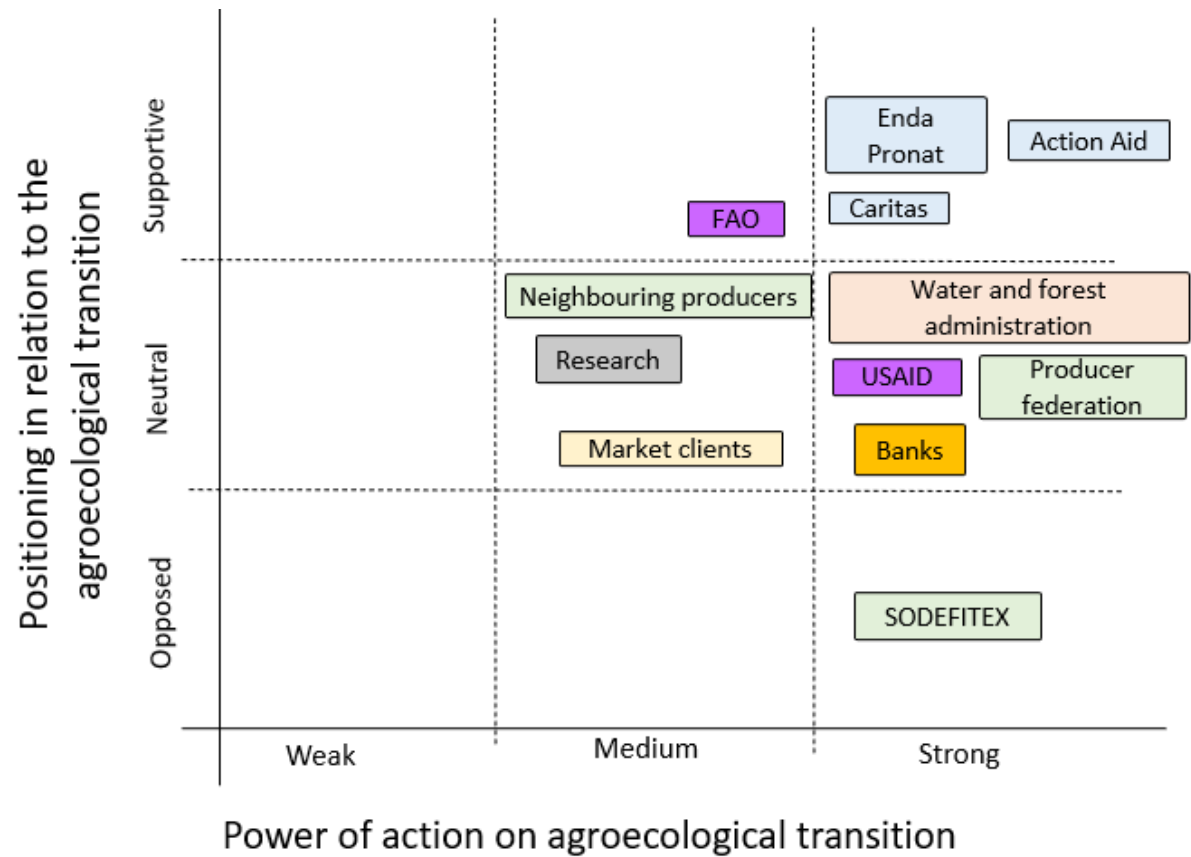 Positioning in relation to the
agroecological transition
Supportive
Neutral
Opposed
Enda
Pronat
Action Aid
Caritas
FAO
Neighbouring producers
Water and forest
administration
Research
USAID
Producer
federation
Market clients
Banks
SODEFITEX
Weak
Medium
Strong
Power of action on agroecological transition